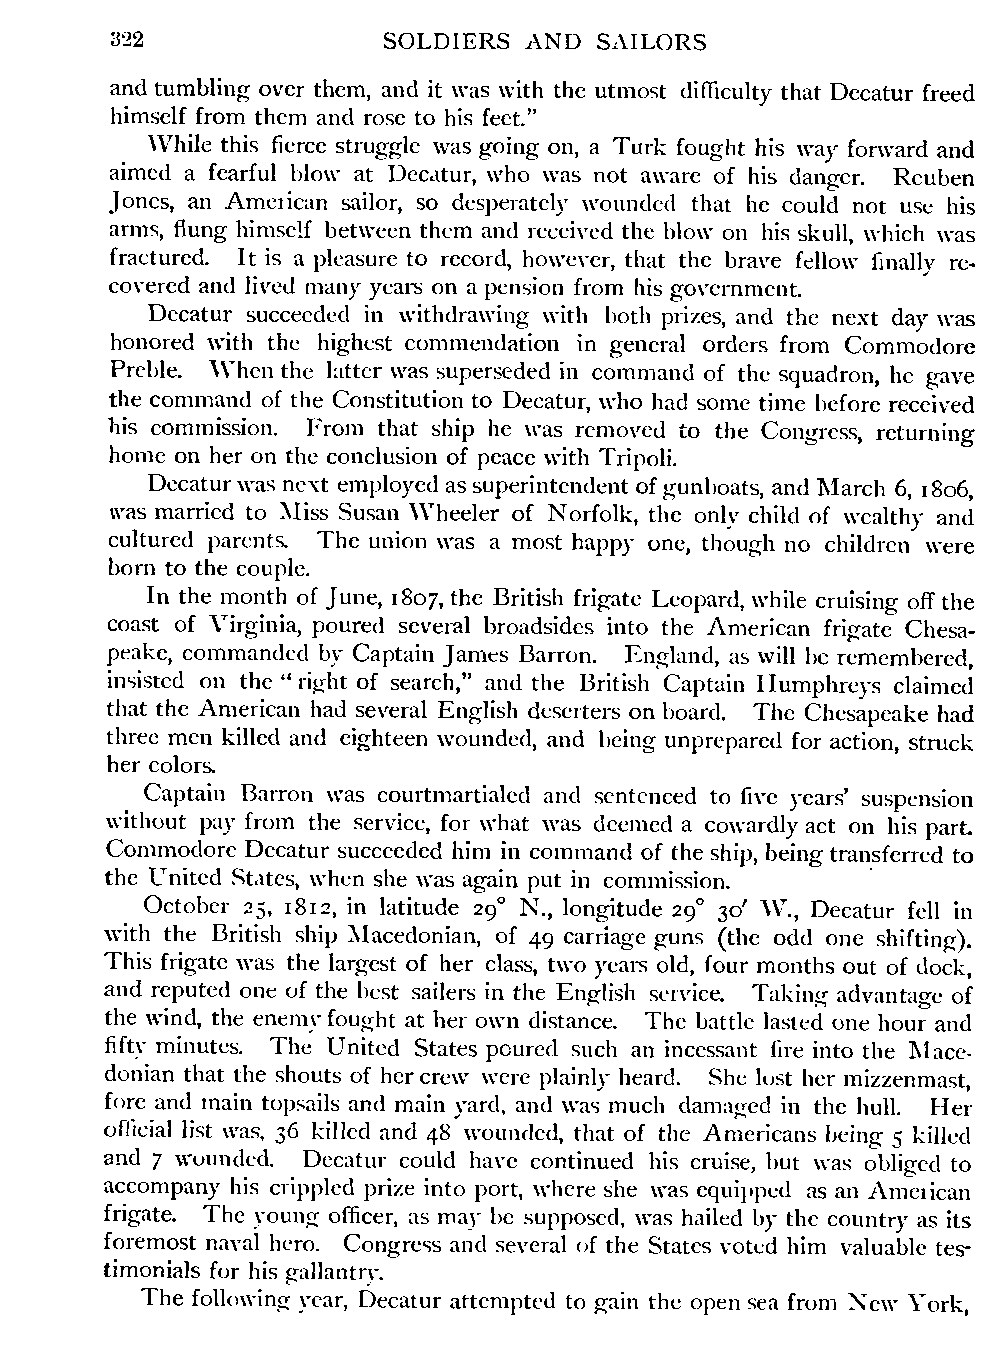 322 SOLDIERS AND SAILORS
and tumbling over them, and it was with the utmost difficulty that Decatur freed
himself from them and rose to his feet."
While this fierce struggle was going on, a Turk fought his way forward and
aimed a fearful blow at Decatur, who was not aware of his danger. Reuben
Jones, an American sailor, so desperately wounded that he could not use his
arms, flung himself between them and received the blow on his skull, which was
fractured. It is a pleasure to record, however, that the brave fellow finally re-
covered and lived many years on a pension from his government.
Decatur succeeded in withdrawing with both prizes, and the next day was
honored with the highest commendation in general orders from Commodore
Preble. When the latter was superseded in command of the squadron, he gave
the command of the Constitution to Decatur, who had some time before received
his commission. From that ship he was removed to the Congress, returning
home on her on the conclusion of peace with Tripoli.
Decatur was next employed as superintendent of gunboats, and March 6, 1806,
was married to Miss Susan Wheeler of Norfolk, the only child of wealthy and
cultured parents. The union was a most happy one, though no children were
born to the couple.
In the month of June, 1807, the British frigate Leopard, while cruising off the
coast of Virginia, poured several broadsides into the American frigate Chesa-
peake, commanded by Captain James Barron. England, as will be remembered,
insisted on the "right of search," and the British Captain Humphreys claimed
that the American had several English deserters on board. The Chesapeake had
three men killed and eighteen wounded, and being unprepared for action, struck
her colors.
Captain Barron was courtmartialed and sentenced to five years' suspension
without pay from the service, for what was deemed a cowardly act on his part.
Commodore Decatur succeeded him in command of the ship, being transferred to
the United States, when she was again put in commission.
October 25, 1812, in latitude 29° N., longitude 29° 30' W., Decatur fell in
with the British ship Macedonian, of 49 carriage guns (the odd one shifting).
This frigate was the largest of her class, two years old, four months out of dock,
and reputed one of the best sailers in the English service. Taking advantage of
the wind, the enemy fought at her own distance. The battle lasted one hour and
fifty minutes. The United States poured such an incessant fire into the Mace-
donian that the shouts of her crew were plainly heard. She lost her mizzenmast,
fore and main topsails and main yard, and was much damaged in the hull. Her
official list was, 36 killed and 48 wounded, that of the Americans being 5 killed
and 7 wounded. Decatur could have continued his cruise, but was obliged to
accompany his crippled prize into port, where she was equipped as an American
frigate. The young officer, as may be supposed, was hailed by the country as its
foremost naval hero. Congress and several of the States voted him valuable tes-
timonials for his gallantry.
The following year, Decatur attempted to gain the open sea from New York,